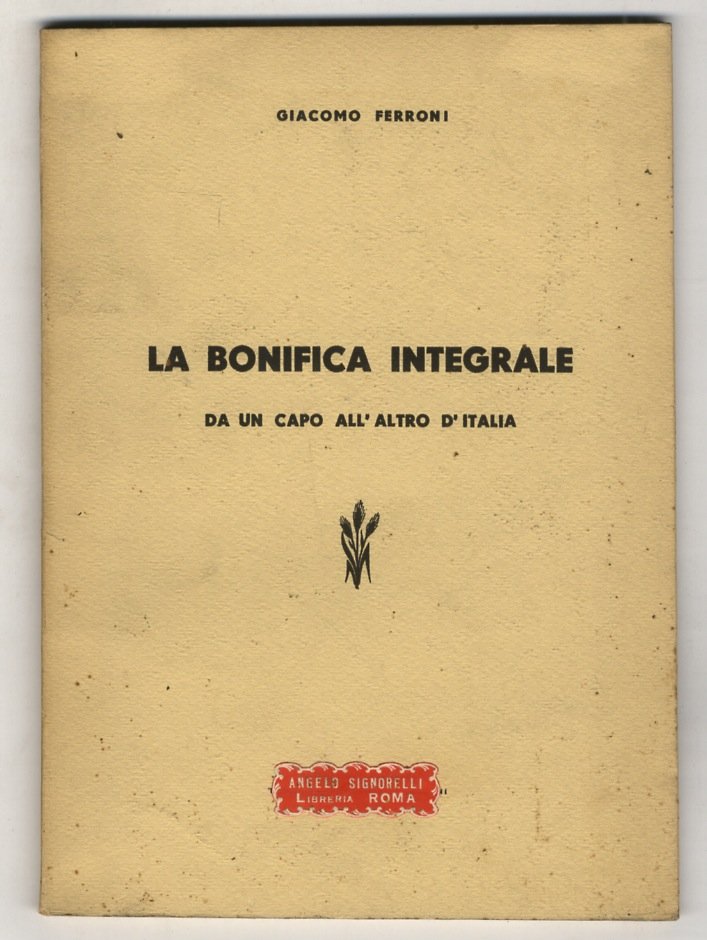 GIACOMO FERRONI
LA BONIFICA INTEGRALE
DA UN CAPO ALL'ALTRO D'ITALIA
ANGELO SIGNORELLI
LIBRERIA ROMA